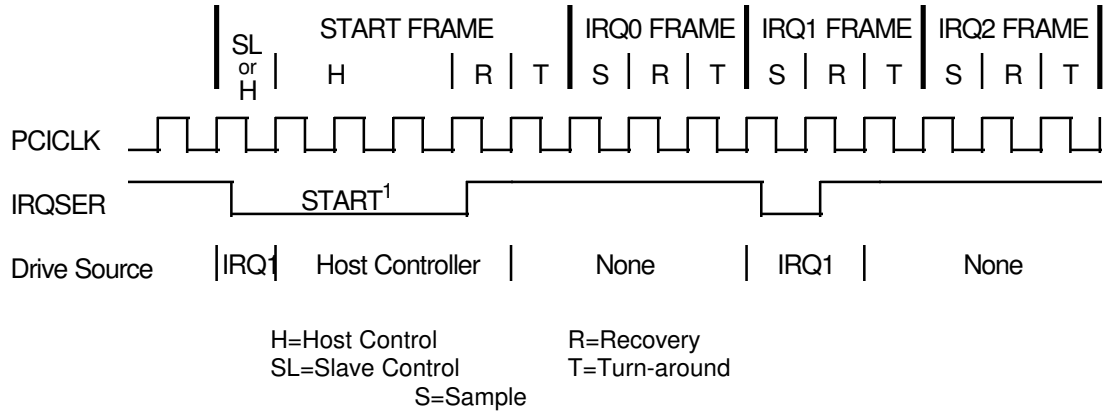 START FRAME IRQ0 FRAME IRQ1 FRAME IRQ2 FRAME
SL
or
H
H R T S R T S R T S R T
PCICLK
IRQSER START¹
Drive Source IRQ1 Host Controller None IRQ1 None
H=Host Control R=Recovery
SL=Slave Control T=Turn-around
S=Sample